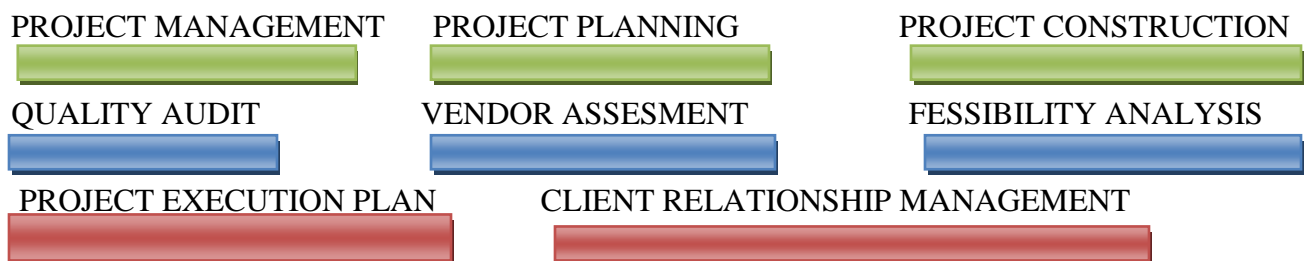 PROJECT MANAGEMENT PROJECT PLANNING PROJECT CONSTRUCTION
QUALITY AUDIT VENDOR ASSESMENT FESSIBILITY ANALYSIS
PROJECT EXECUTION PLAN CLIENT RELATIONSHIP MANAGEMENT